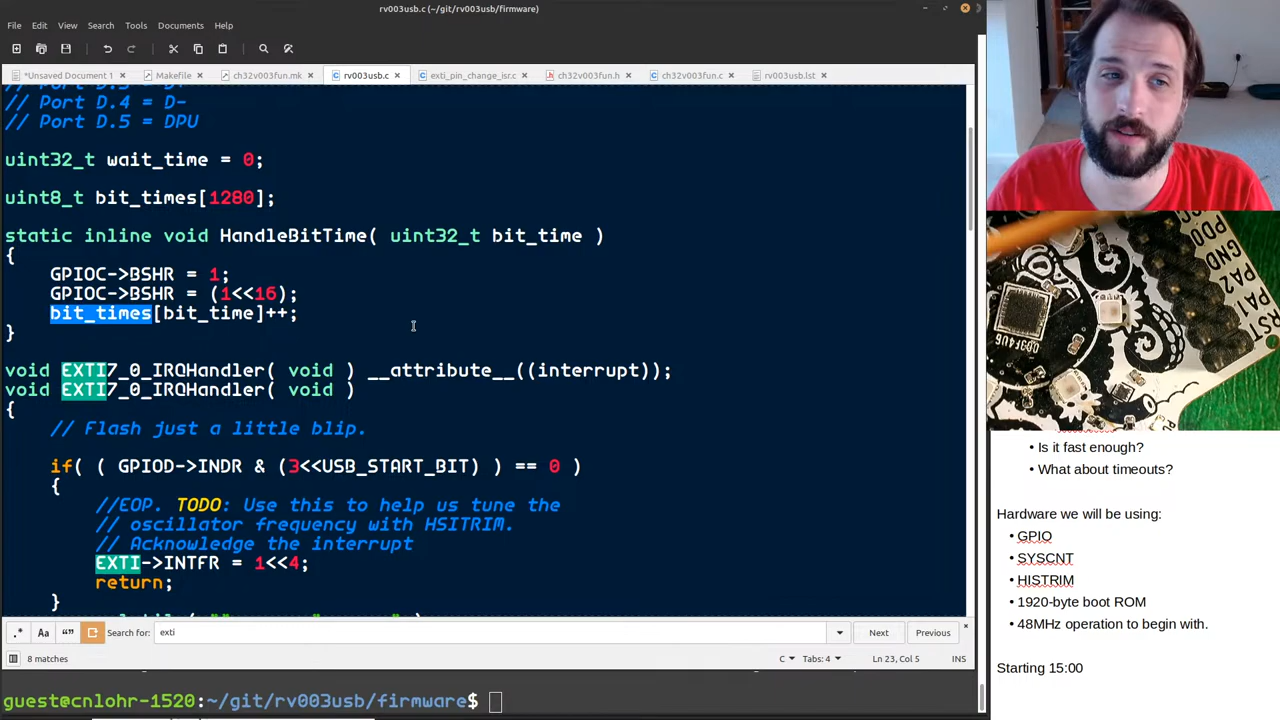 rv003usb.c (~/git/rv003usb/firmware)
File Edit View Search Tools Documents Help
*Unsaved Document 1 Makefile ch32v003fun.mk rv003usb.c exti_pin_change_isr.c ch32v003fun.h ch32v003fun.c rv003usb.lst
// Port D.4 = D-
// Port D.5 = DPU
uint32_t wait_time = 0;
uint8_t bit_times[1280];
static inline void HandleBitTime( uint32_t bit_time )
{
GPIOC->BSHR = 1;
GPIOC->BSHR = (1<<16);
bit_times[bit_time]++;
}
void EXTI7_0_IRQHandler( void ) __attribute__((interrupt));
void EXTI7_0_IRQHandler( void )
{
// Flash just a little blip.
if( ( GPIOD->INDR & (3<<USB_START_BIT) ) == 0 )
{
//EOP. TODO: Use this to help us tune the
// oscillator frequency with HSITRIM.
// Acknowledge the interrupt
EXTI->INTFR = 1<<4;
return;
}
.* Aa “” Search for: exti Next Previous
8 matches C Tabs: 4 Ln 23, Col 5 INS
guest@cnlohr-1520:~/git/rv003usb/firmware$
PD0
GND
PA2
PA1
RST
• Is it fast enough?
• What about timeouts?
Hardware we will be using:
• GPIO
• SYSCNT
• HISTRIM
• 1920-byte boot ROM
• 48MHz operation to begin with.
Starting 15:00